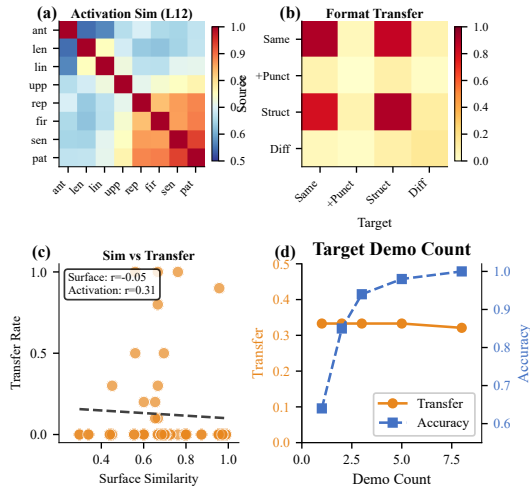 (a)
Activation Sim (L12)
ant
len
lin
upp
rep
fir
sen
pat
ant
len
lin
upp
rep
fir
sen
pat
1.0
0.9
0.8
0.7
0.6
0.5
(b)
Format Transfer
Source
Same
+Punct
Struct
Diff
Same
+Punct
Struct
Diff
Target
1.0
0.8
0.6
0.4
0.2
0.0
(c)
Sim vs Transfer
Surface: r=-0.05
Activation: r=0.31
Transfer Rate
1.0
0.5
0.0
0.4
0.6
0.8
1.0
Surface Similarity
(d)
Target Demo Count
Transfer
0.5
0.4
0.3
0.2
0.1
0.0
Transfer
Accuracy
0.0
2.5
5.0
7.5
Demo Count
1.0
0.9
0.8
0.7
0.6
Accuracy